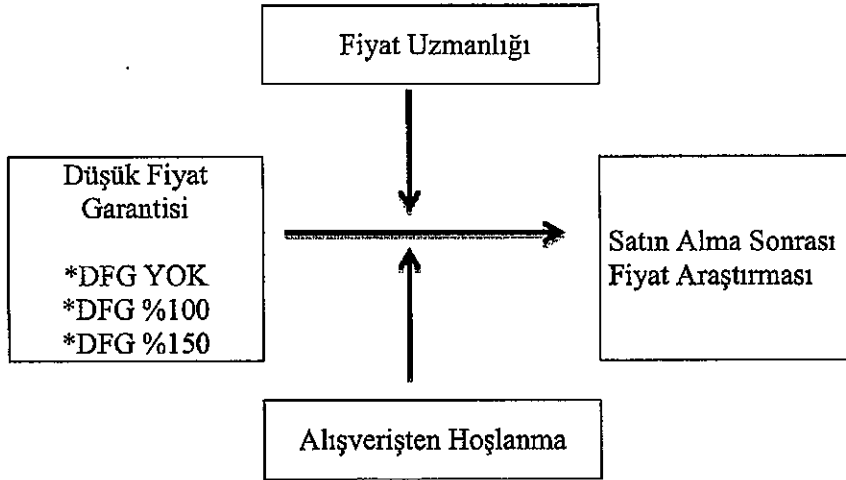 Fiyat Uzmanlığı
Düşük Fiyat
Garantisi
*DFG YOK
*DFG %100
*DFG %150
Satın Alma Sonrası
Fiyat Araştırması
Alışverişten Hoşlanma